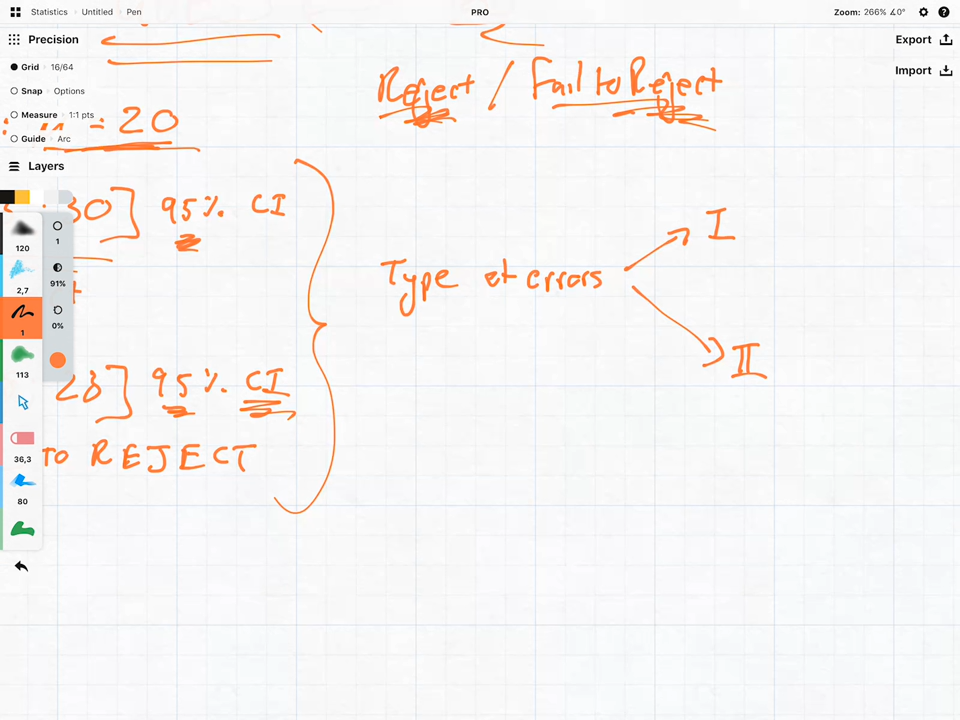 Statistics › Untitled › Pen
PRO
Zoom: 266% ∡0°
Precision
Export
Grid › 16/64
Import
Snap › Options
Measure › 1:1 pts
Guide › Arc
Layers
Reject / Fail to Reject
= 20
30] 95% CI
Type of errors
I
II
28] 95% CI
TO REJECT
120
2,7
1
113
36,3
80
1
91%
0%